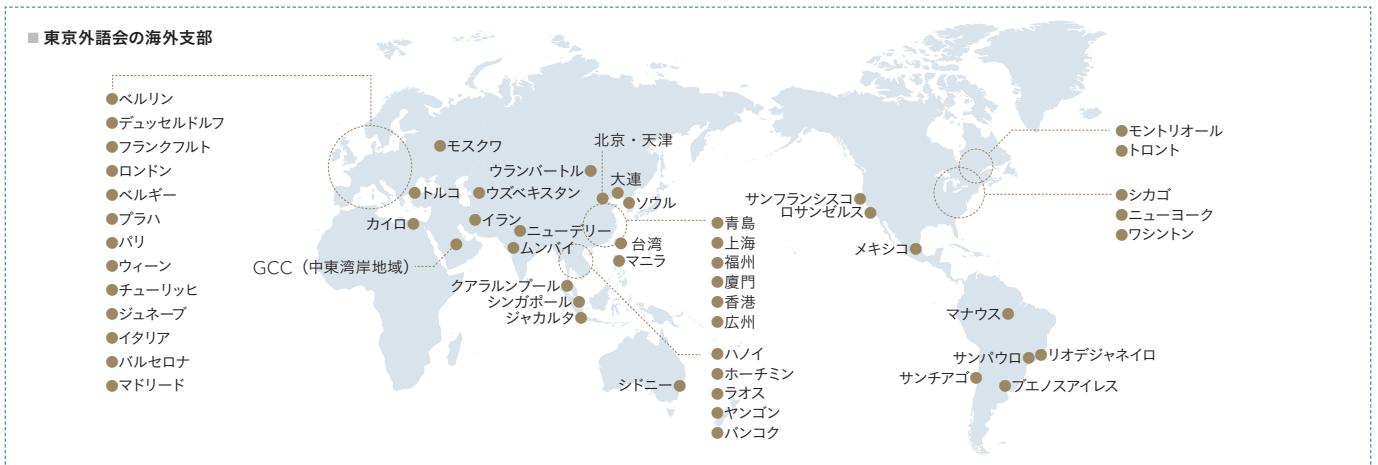 ■ 東京外語会の海外支部
●ベルリン
●デュッセルドルフ
●フランクフルト
●ロンドン
●ベルギー
●プラハ
●パリ
●ウィーン
●チューリッヒ
●ジュネーブ
●イタリア
●バルセロナ
●マドリード
●モスクワ
●トルコ
●ウズベキスタン
ウランバートル●
北京・天津
大連
●ソウル
カイロ●
●イラン
●ニューデリー
●ムンバイ
GCC（中東湾岸地域）
●台湾
●マニラ
クアラルンプール●
シンガポール●
ジャカルタ●
シドニー●
●青島
●上海
●福州
●廈門
●香港
●広州
●ハノイ
●ホーチミン
●ラオス
●ヤンゴン
●バンコク
サンフランシスコ●
ロサンゼルス●
メキシコ●
●モントリオール
●トロント
●シカゴ
●ニューヨーク
●ワシントン
マナウス●
サンパウロ●
●リオデジャネイロ
サンチアゴ●
●ブエノスアイレス